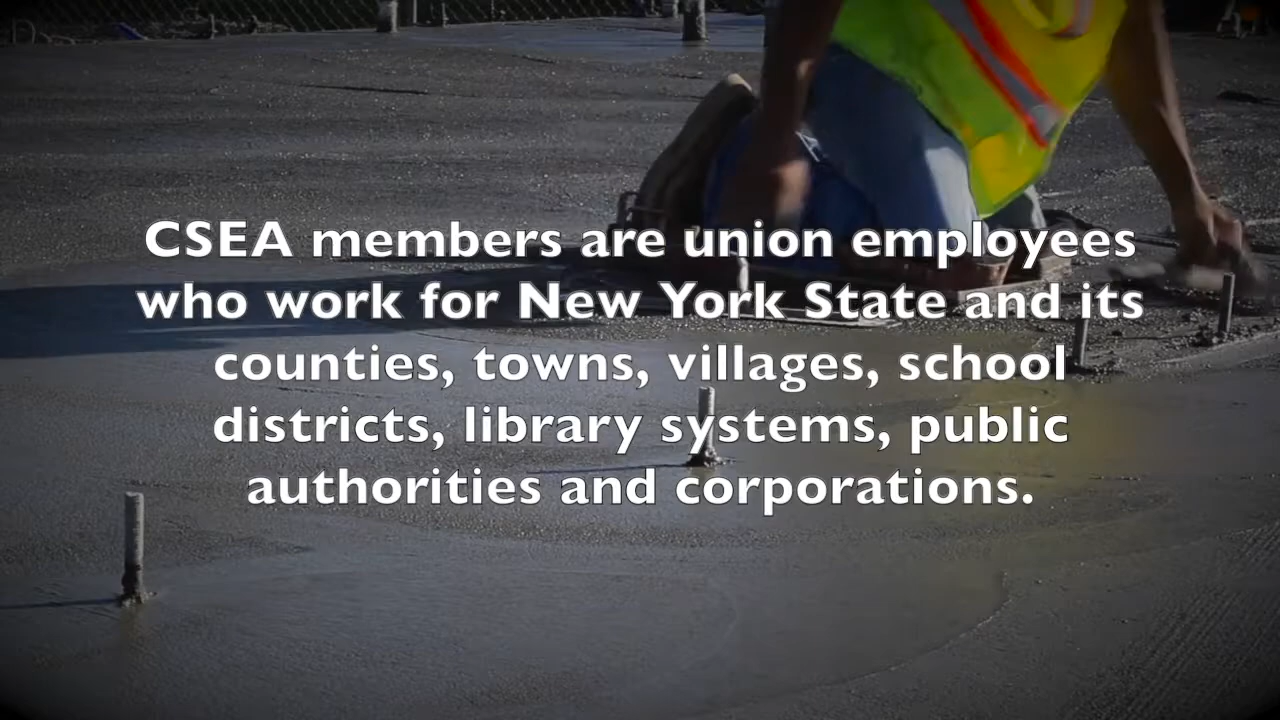 CSEA members are union employees
who work for New York State and its
counties, towns, villages, school
districts, library systems, public
authorities and corporations.